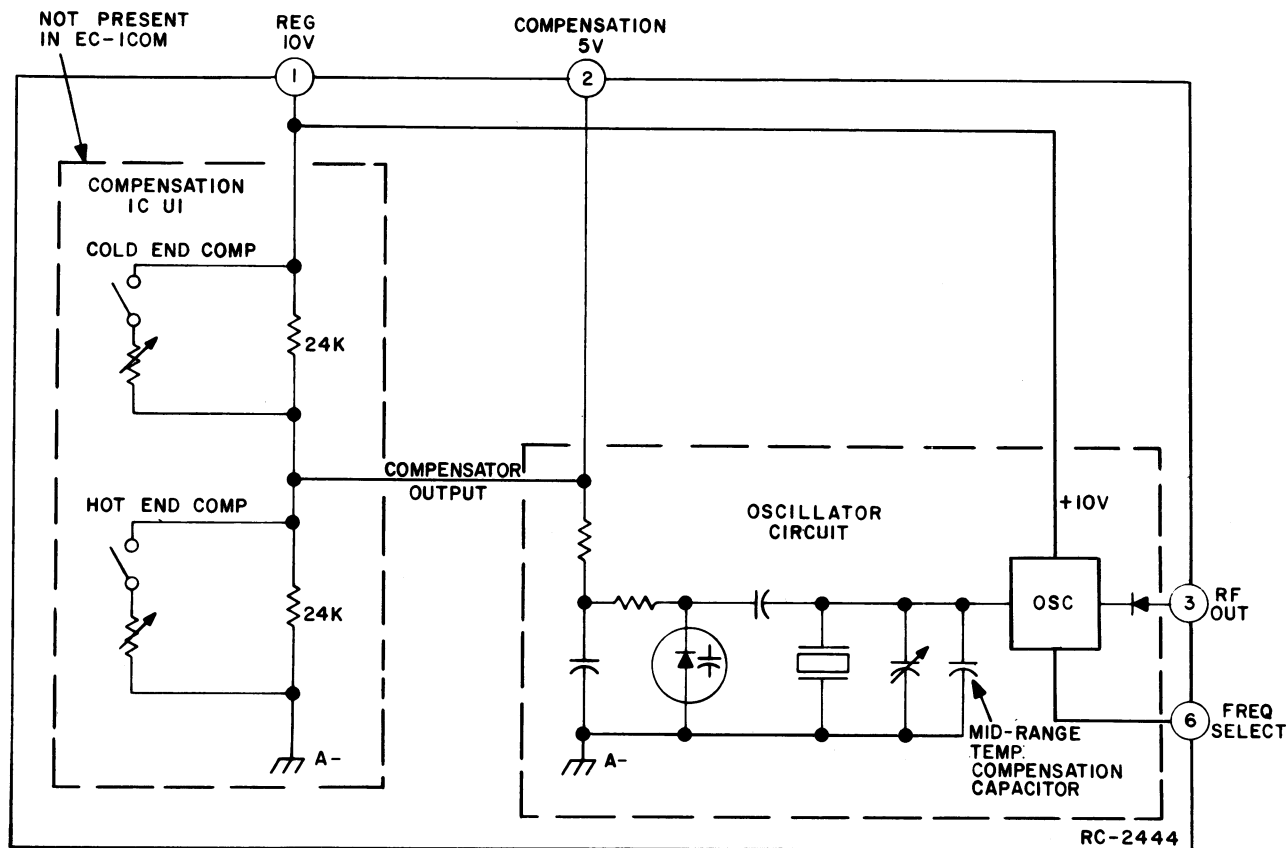 NOT PRESENT
IN EC-ICOM
REG
10V
COMPENSATION
5V
1
2
COMPENSATION
IC U1
COLD END COMP
24K
COMPENSATOR
OUTPUT
HOT END COMP
24K
A-
OSCILLATOR
CIRCUIT
+10V
OSC
3
RF
OUT
6
FREQ
SELECT
MID-RANGE
TEMP.
COMPENSATION
CAPACITOR
A-
RC-2444